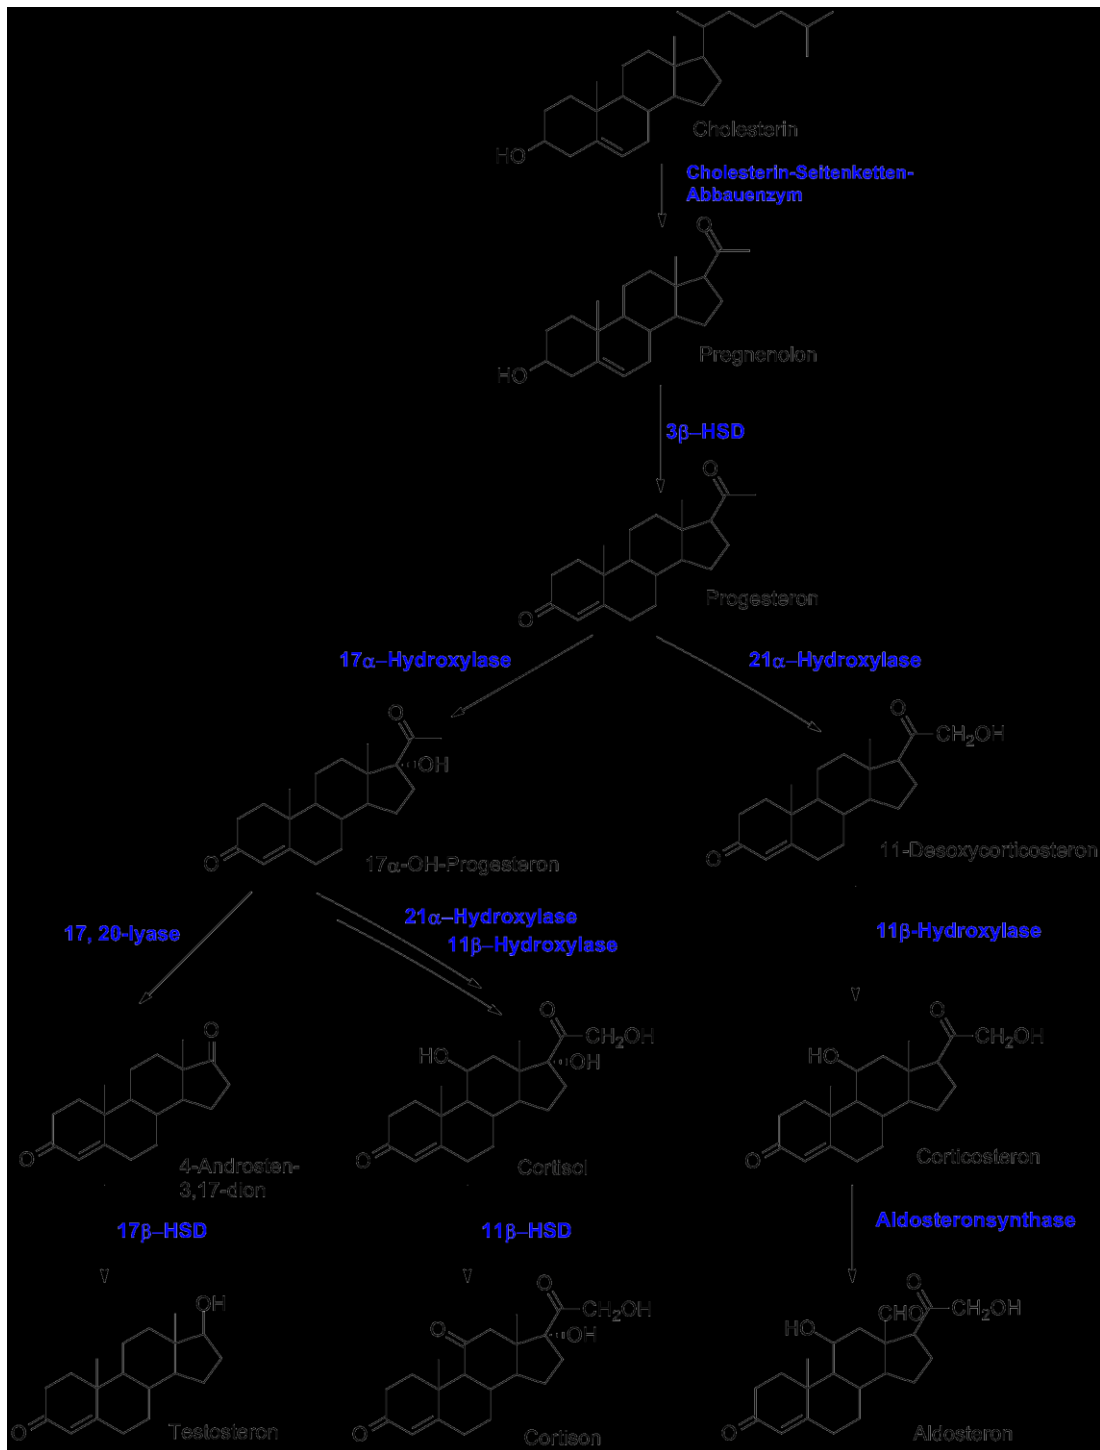 Cholesterin
HO
Cholesterin-Seitenketten-
Abbauenzym
O
Pregnenolon
HO
3β–HSD
O
Progesteron
O
17α–Hydroxylase
21α–Hydroxylase
O
OH
O
17α-OH-Progesteron
O
CH2OH
O
11-Desoxycorticosteron
17, 20-lyase
21α–Hydroxylase
11β–Hydroxylase
11β-Hydroxylase
O
O
4-Androsten-
3,17-dion
O
CH2OH
HO
OH
O
Cortisol
O
CH2OH
HO
O
Corticosteron
17β–HSD
11β–HSD
Aldosteronsynthase
OH
O
Testosteron
O
CH2OH
O
OH
O
Cortison
O
CH2OH
CHO
HO
O
Aldosteron